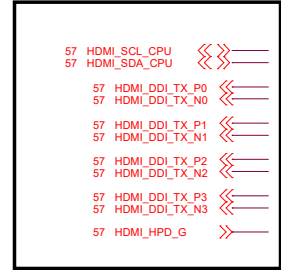 57 HDMI_SCL_CPU
57 HDMI_SDA_CPU
57 HDMI_DDI_TX_P0
57 HDMI_DDI_TX_N0
57 HDMI_DDI_TX_P1
57 HDMI_DDI_TX_N1
57 HDMI_DDI_TX_P2
57 HDMI_DDI_TX_N2
57 HDMI_DDI_TX_P3
57 HDMI_DDI_TX_N3
57 HDMI_HPD_G